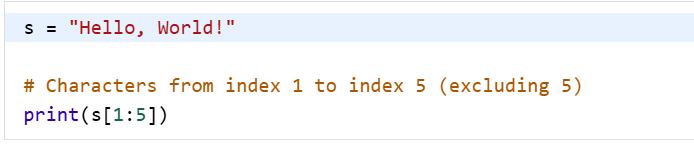 s = "Hello, World!"
# Characters from index 1 to index 5 (excluding 5)
print(s[1:5])